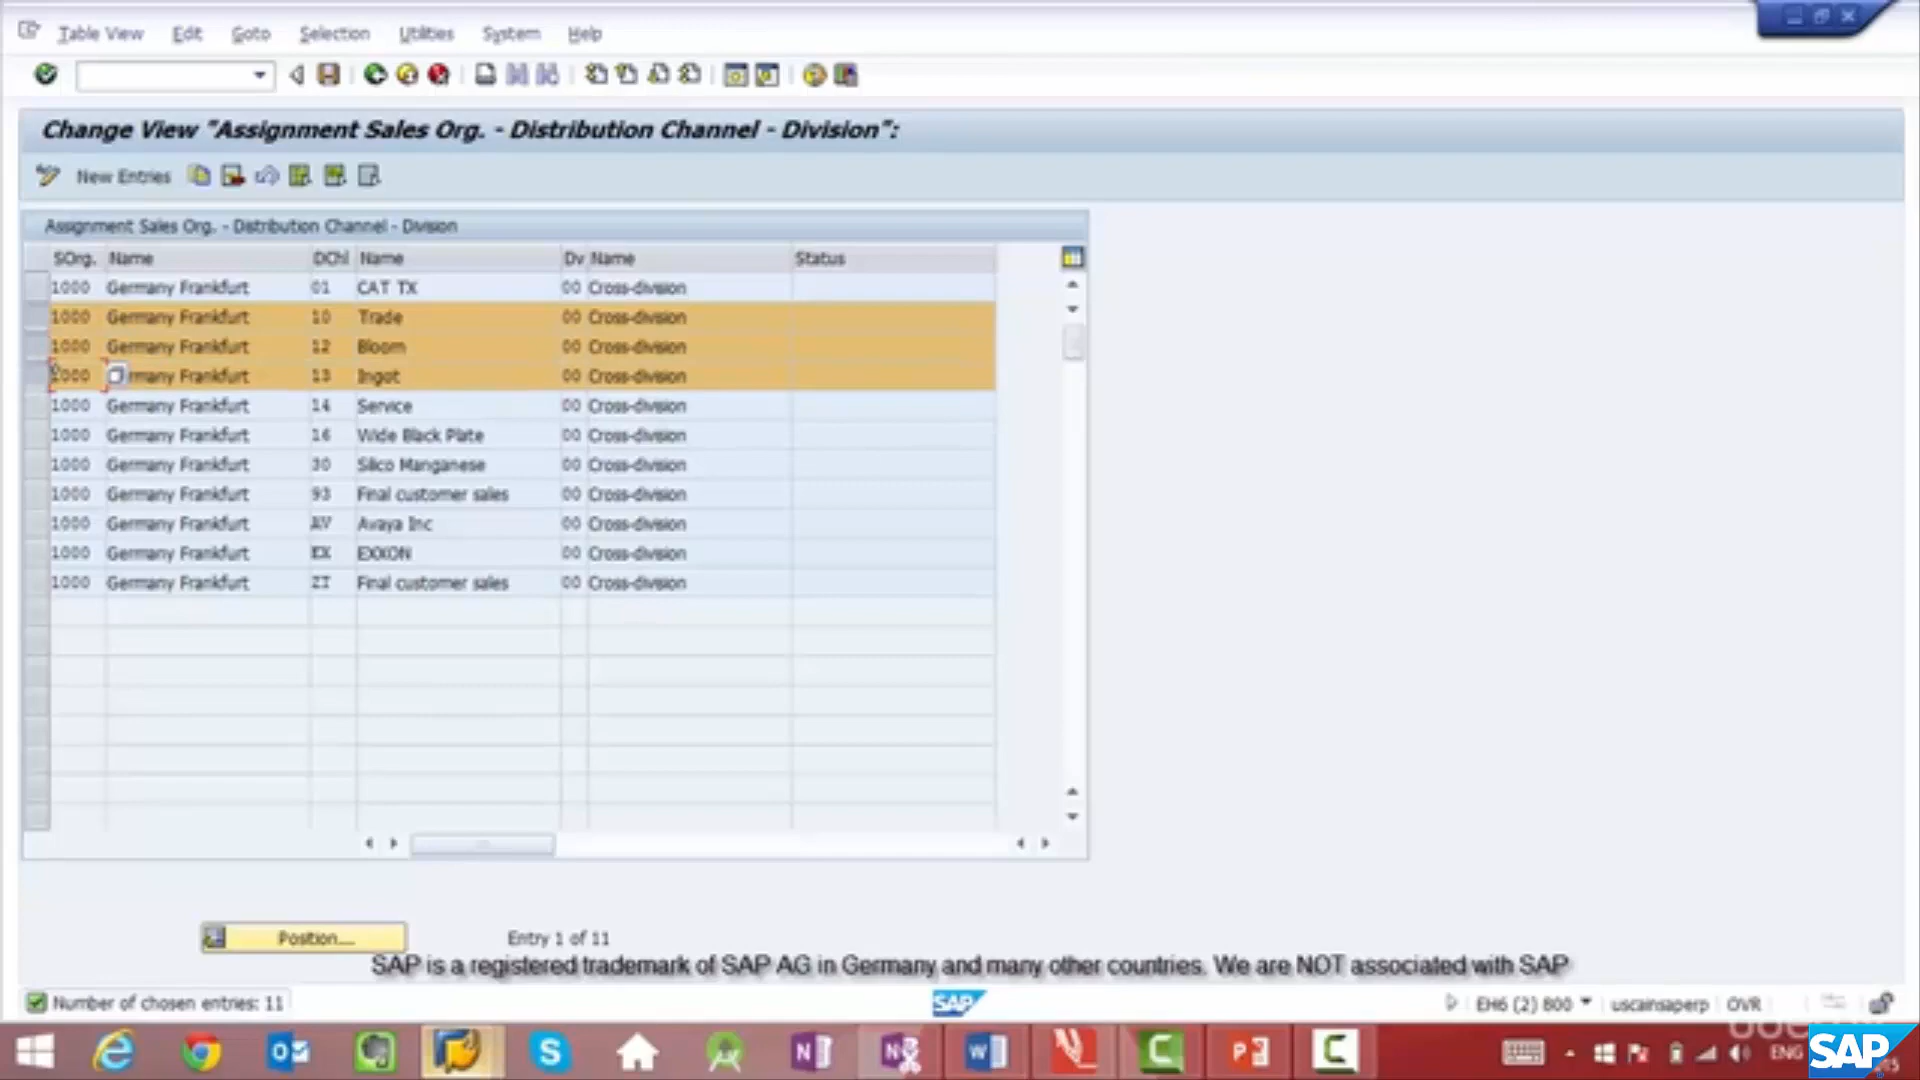 Table View Edit Goto Selection Utilities System Help
Change View "Assignment Sales Org. - Distribution Channel - Division":
New Entries
Assignment Sales Org. - Distribution Channel - Division
SOrg. Name DChl Name Dv Name Status
1000 Germany Frankfurt 01 CAT TX 00 Cross-division
1000 Germany Frankfurt 10 Trade 00 Cross-division
1000 Germany Frankfurt 12 Bloom 00 Cross-division
1000 rmany Frankfurt 13 Ingot 00 Cross-division
1000 Germany Frankfurt 14 Service 00 Cross-division
1000 Germany Frankfurt 16 Wide Black Plate 00 Cross-division
1000 Germany Frankfurt 30 Silico Manganese 00 Cross-division
1000 Germany Frankfurt 93 Final customer sales 00 Cross-division
1000 Germany Frankfurt AV Avaya Inc 00 Cross-division
1000 Germany Frankfurt EX EXXON 00 Cross-division
1000 Germany Frankfurt ZI Final customer sales 00 Cross-division
Position... Entry 1 of 11
SAP is a registered trademark of SAP AG in Germany and many other countries. We are NOT associated with SAP
Number of chosen entries: 11 SAP EH6 (2) 800 uscainsaperp OVR
ENG SAP